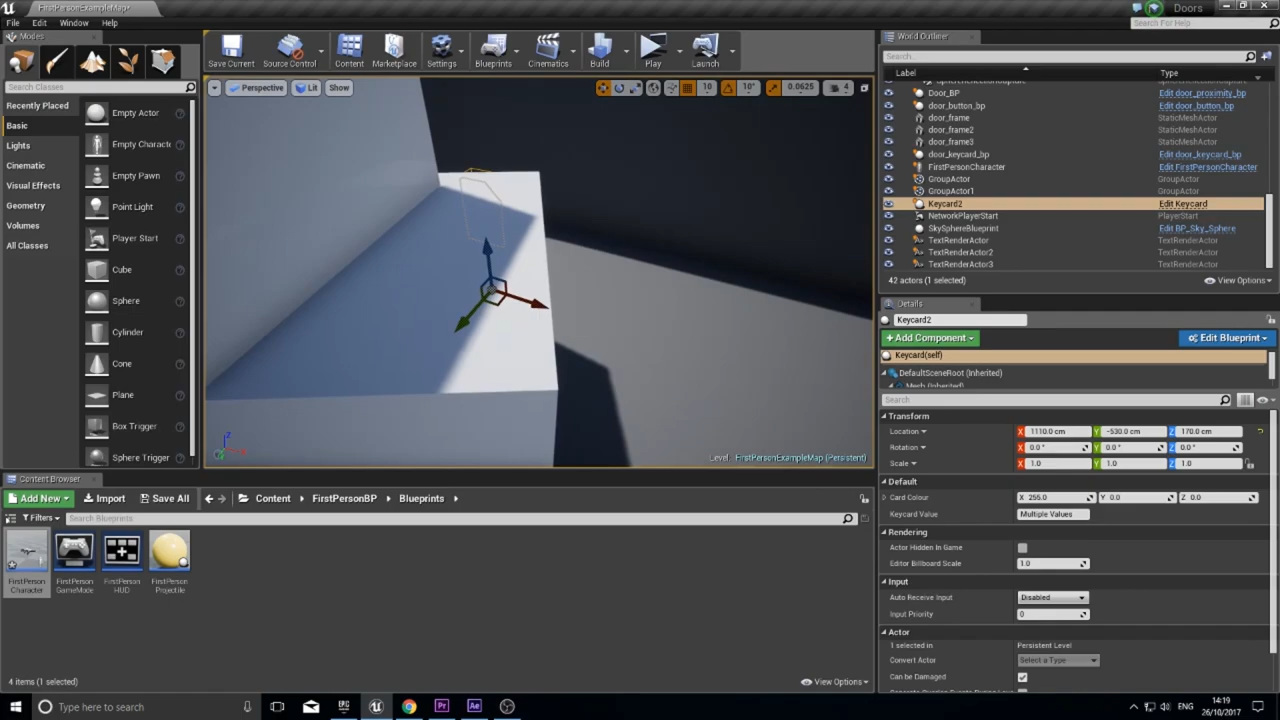 FirstPersonExampleMap*
Doors
File Edit Window Help
Search For Help
Modes
World Outliner
Save Current
Source Control
Content
Marketplace
Settings
Blueprints
Cinematics
Build
Play
Launch
Search...
Search Classes
Label
Type
Perspective
Lit
Show
10
10°
0.0625
4
Recently Placed
Basic
Lights
Cinematic
Visual Effects
Geometry
Volumes
All Classes
Empty Actor
Empty Charact
Empty Pawn
Point Light
Player Start
Cube
Sphere
Cylinder
Cone
Plane
Box Trigger
Sphere Trigger
Door_BP Edit door_proximity_bp
door_button_bp Edit door_button_bp
door_frame StaticMeshActor
door_frame2 StaticMeshActor
door_frame3 StaticMeshActor
door_keycard_bp Edit door_keycard_bp
FirstPersonCharacter Edit FirstPersonCharacter
GroupActor GroupActor
GroupActor1 GroupActor
Keycard2 Edit Keycard
NetworkPlayerStart PlayerStart
SkySphereBlueprint Edit BP_Sky_Sphere
TextRenderActor TextRenderActor
TextRenderActor2 TextRenderActor
TextRenderActor3 TextRenderActor
42 actors (1 selected)
View Options
Details
Keycard2
Add Component
Edit Blueprint
Keycard(self)
DefaultSceneRoot (Inherited)
Mesh (Inherited)
Search
Transform
Location X 1110.0 cm Y -530.0 cm Z 170.0 cm
Rotation X 0.0 ° Y 0.0 ° Z 0.0 °
Scale X 1.0 Y 1.0 Z 1.0
Default
Card Colour X 255.0 Y 0.0 Z 0.0
Keycard Value Multiple Values
Rendering
Actor Hidden In Game
Editor Billboard Scale 1.0
Input
Auto Receive Input Disabled
Input Priority 0
Actor
1 selected in Persistent Level
Convert Actor Select a Type
Can be Damaged
Level: FirstPersonExampleMap (Persistent)
Z
Content Browser
Add New Import Save All Content FirstPersonBP Blueprints
Filters Search Blueprints
FirstPerson
Character
FirstPerson
GameMode
FirstPerson
HUD
FirstPerson
Projectile
4 items (1 selected)
View Options
Type here to search
Pr
Ae
ENG
14:19
26/10/2017